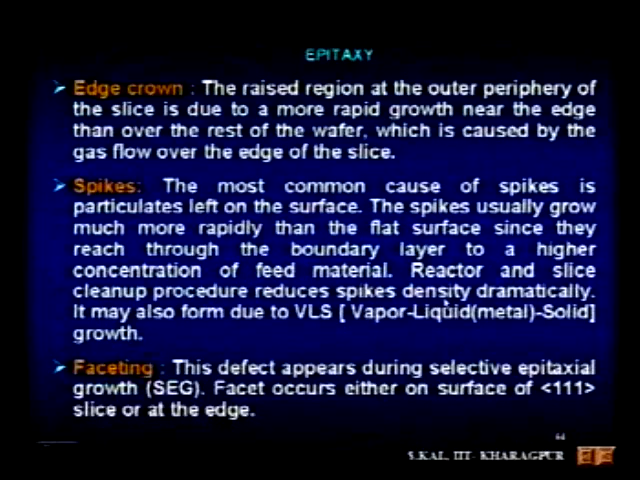 EPITAXY
Edge crown : The raised region at the outer periphery of
the slice is due to a more rapid growth near the edge
than over the rest of the wafer, which is caused by the
gas flow over the edge of the slice.
Spikes: The most common cause of spikes is
particulates left on the surface. The spikes usually grow
much more rapidly than the flat surface since they
reach through the boundary layer to a higher
concentration of feed material. Reactor and slice
cleanup procedure reduces spikes density dramatically.
It may also form due to VLS [ Vapor-Liquid(metal)-Solid]
growth.
Faceting : This defect appears during selective epitaxial
growth (SEG). Facet occurs either on surface of <111>
slice or at the edge.
S.KAL, IIT- KHARAGPUR